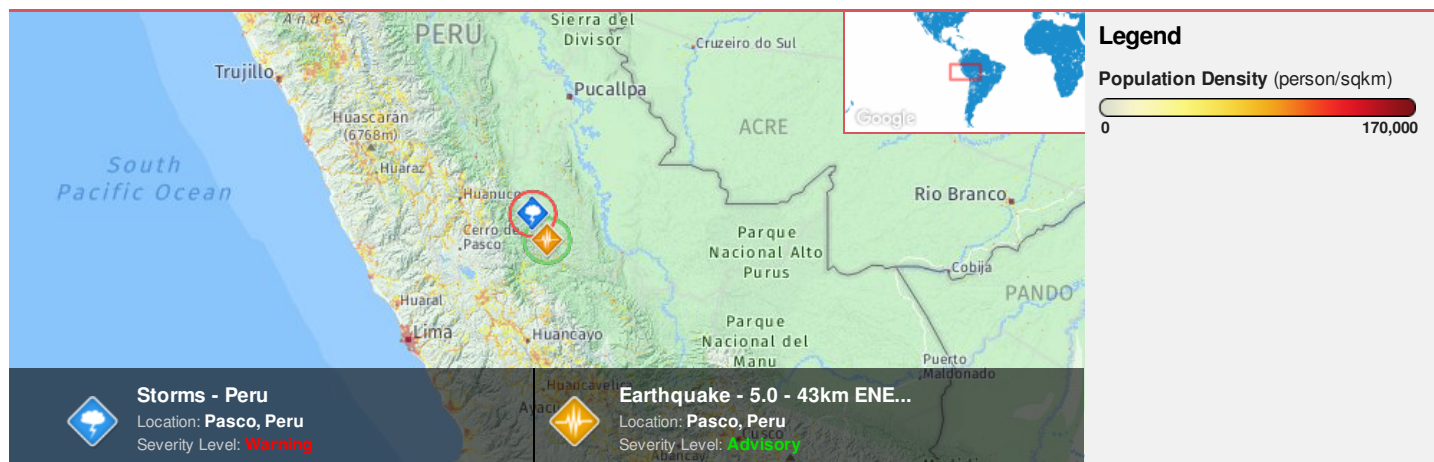 Andes
PERU
Sierra del
Divisor
Cruzeiro do Sul
Trujillo
Pucallpa
Huascarán
(6768m)
ACRE
Google
South
Pacific Ocean
Huaraz
Huanuco
Rio Branco
Cerro de
Pasco
Parque
Nacional Alto
Purus
Cobija
PANDO
Huaral
Lima
Huancayo
Parque
Nacional del
Manu
Puerto
Maldonado
Huancavelica
Cusco
Abancay
Storms - Peru
Location: Pasco, Peru
Severity Level: Warning
Earthquake - 5.0 - 43km ENE...
Location: Pasco, Peru
Severity Level: Advisory
Legend
Population Density (person/sqkm)
0
170,000